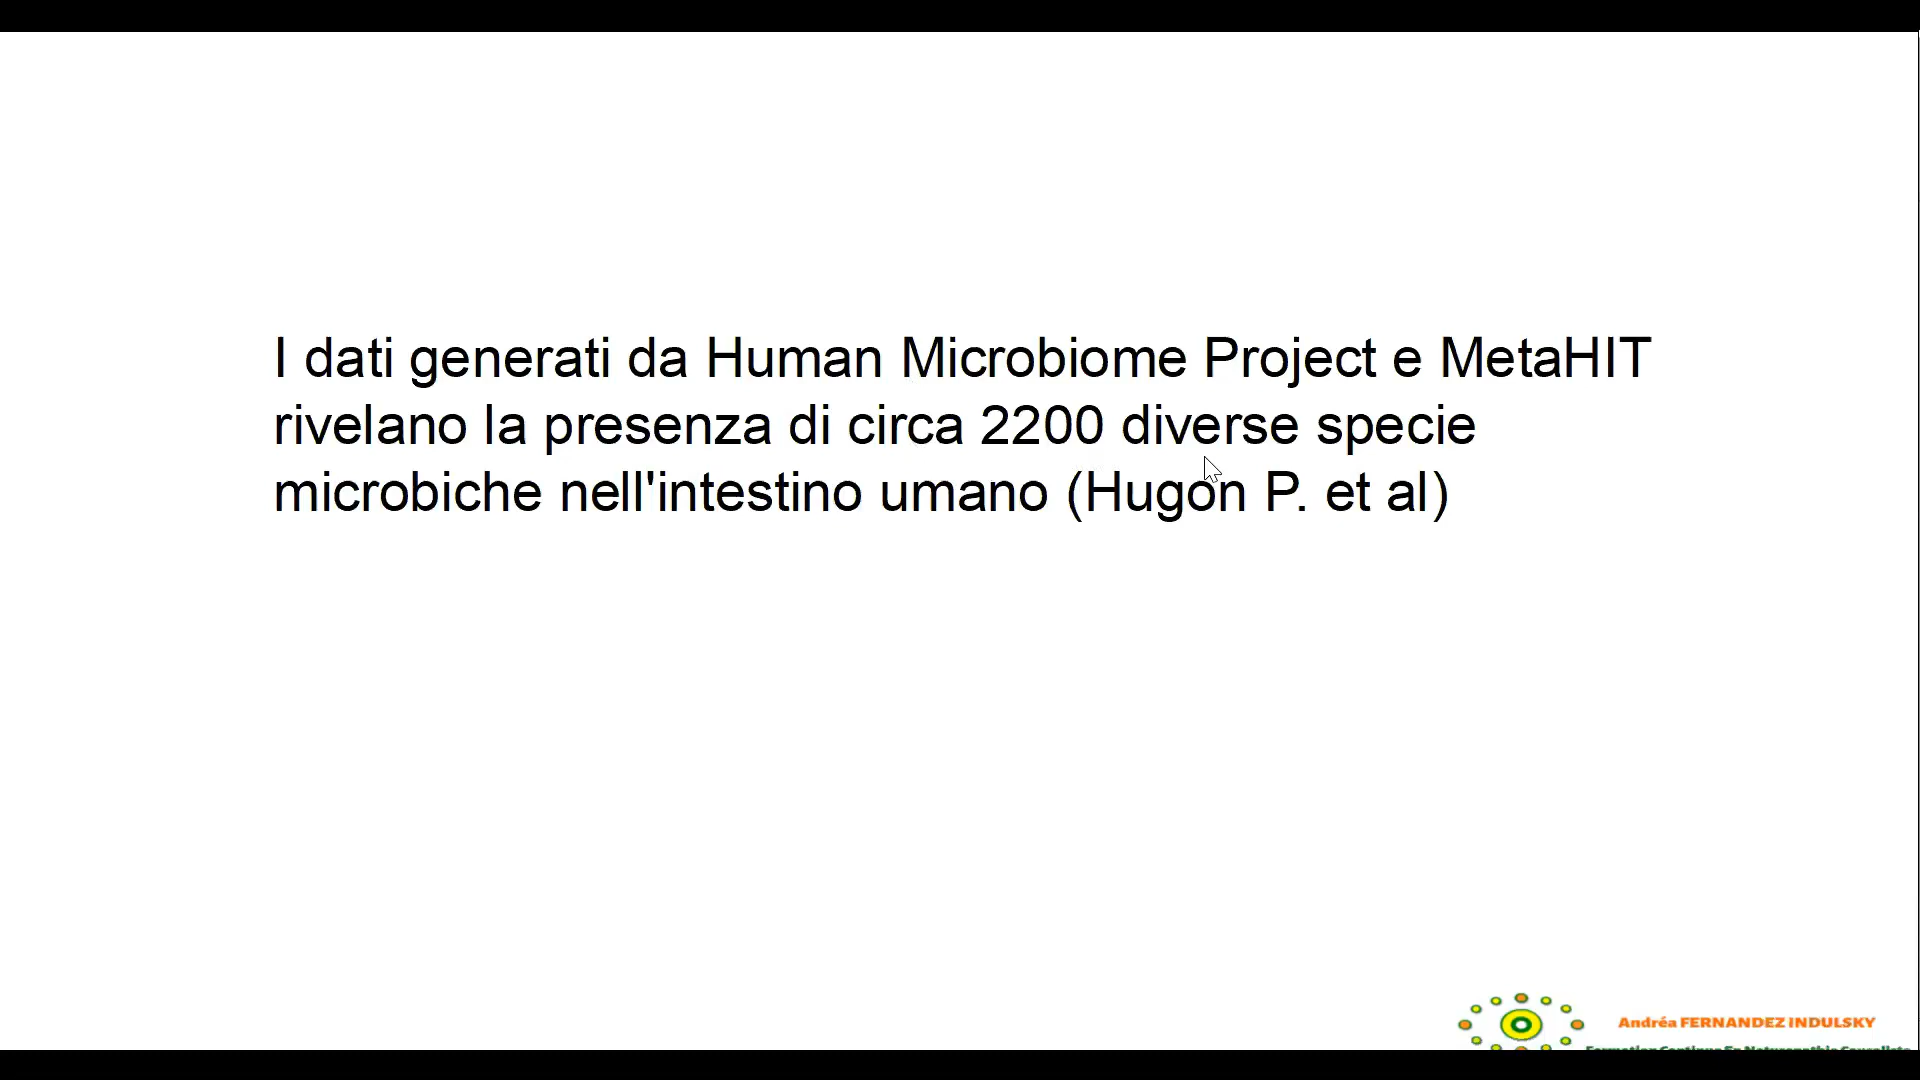 I dati generati da Human Microbiome Project e MetaHIT
rivelano la presenza di circa 2200 diverse specie
microbiche nell'intestino umano (Hugon P. et al)
Andréa FERNANDEZ INDULSKY